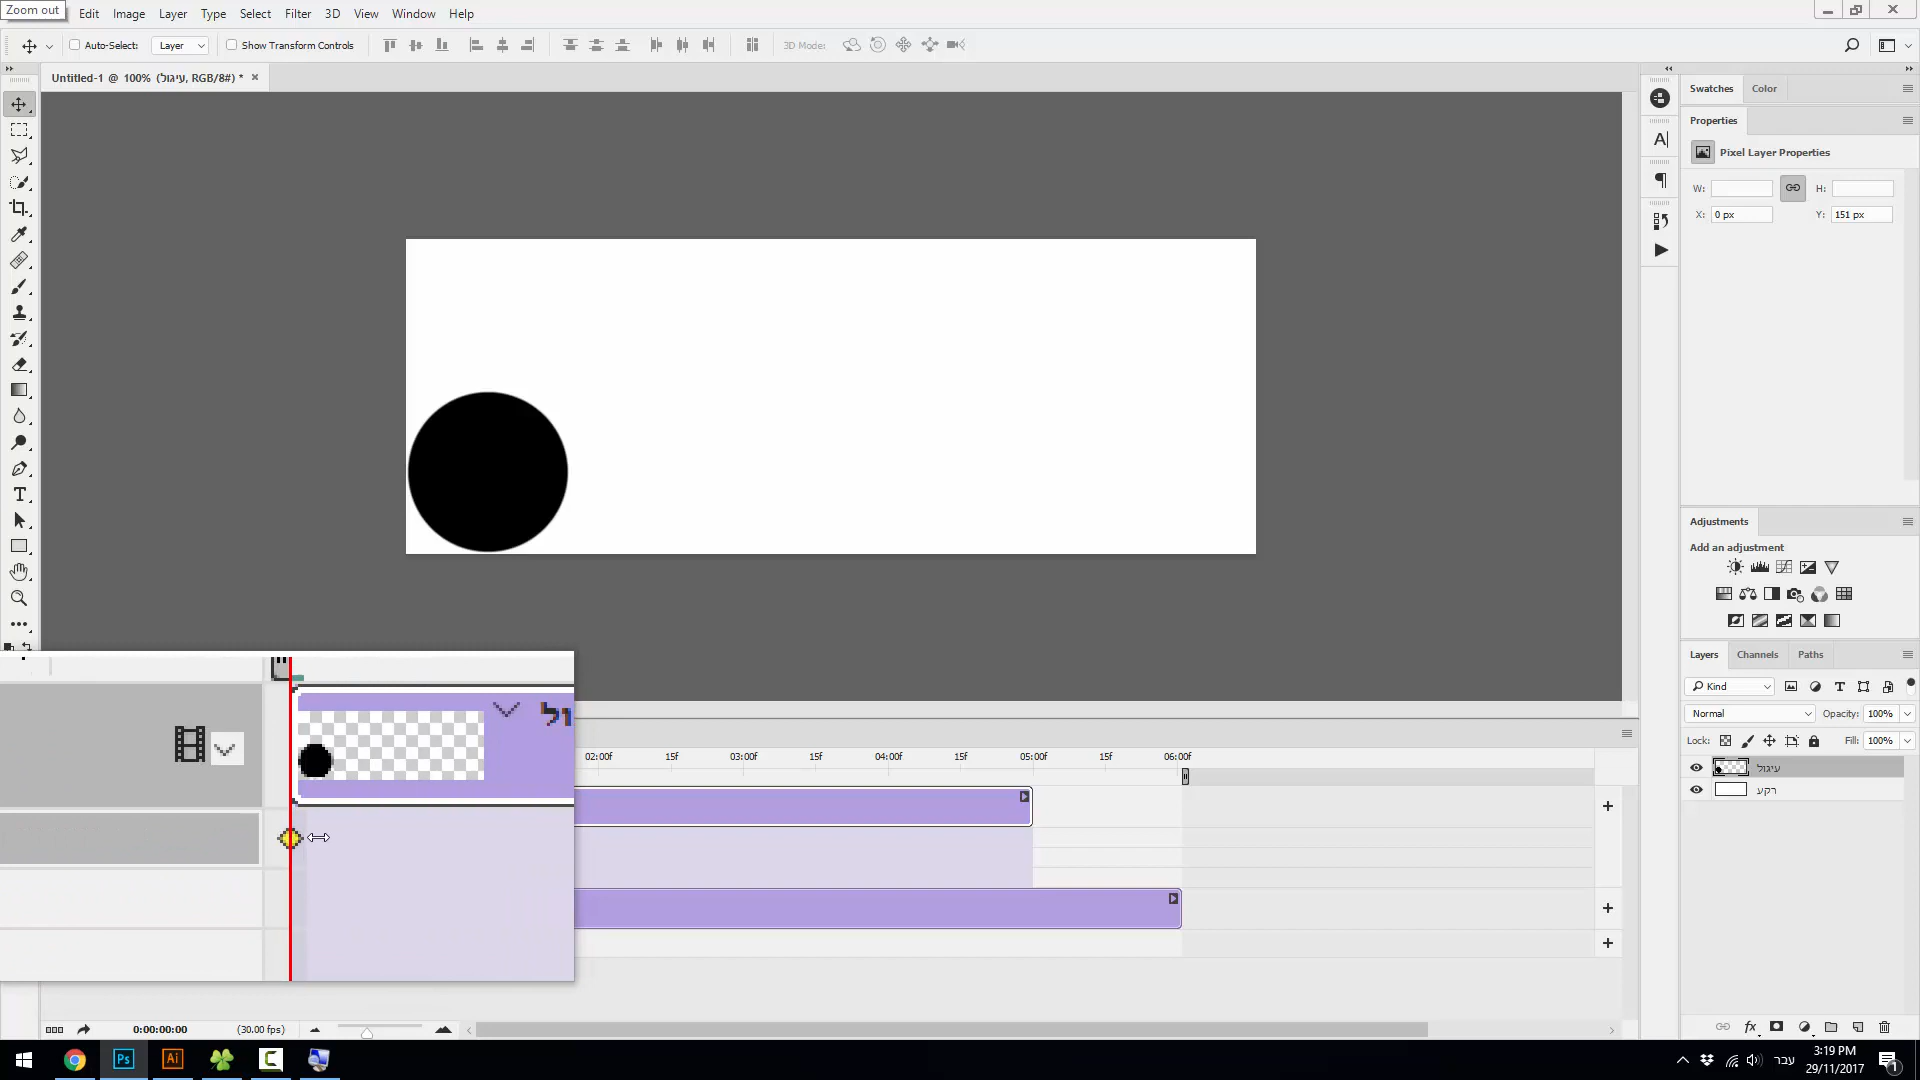 Zoom out
Edit
Image
Layer
Type
Select
Filter
3D
View
Window
Help
Auto-Select:
Layer
Show Transform Controls
3D Mode:
Untitled-1 @ 100% (עיגול, RGB/8#) *
Swatches
Color
Properties
Pixel Layer Properties
W:
H:
X: 0 px
Y: 151 px
Adjustments
Add an adjustment
Layers
Channels
Paths
Kind
Normal
Opacity: 100%
Lock:
Fill: 100%
עיגול
רקע
02:00f
15f
03:00f
15f
04:00f
15f
05:00f
15f
06:00f
ול
0:00:00:00
(30.00 fps)
Ps
Ai
C
עבר
3:19 PM
29/11/2017
1